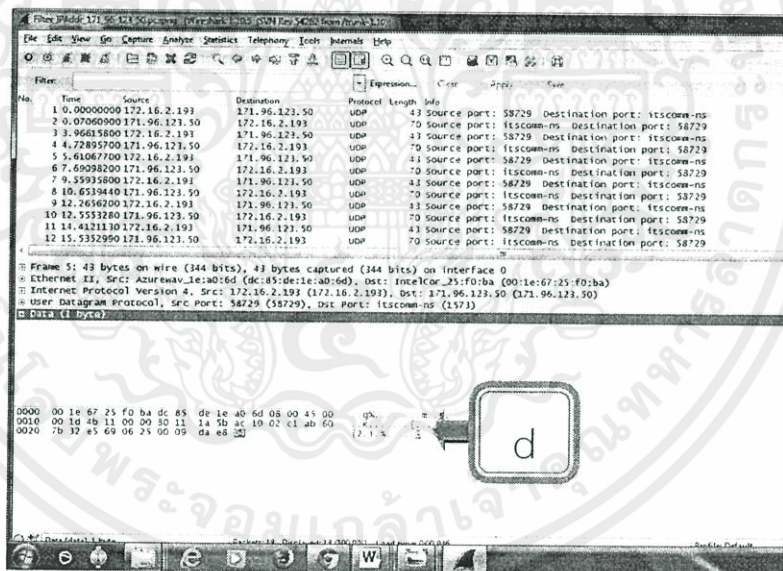 Filter_IPAddr_171_96_123_50.pcapng [Wireshark 1.10.5 (SVN Rev 54262 from /trunk-1.10)]
File Edit View Go Capture Analyze Statistics Telephony Tools Internals Help
Filter: Expression... Clear Apply Save
No. Time Source Destination Protocol Length Info
1 0.00000000 172.16.2.193 171.96.123.50 UDP 43 Source port: 58729 Destination port: itscomm-ns
2 0.07060900 171.96.123.50 172.16.2.193 UDP 70 Source port: itscomm-ns Destination port: 58729
3 3.96615800 172.16.2.193 171.96.123.50 UDP 43 Source port: 58729 Destination port: itscomm-ns
4 4.72895700 171.96.123.50 172.16.2.193 UDP 70 Source port: itscomm-ns Destination port: 58729
5 5.61067700 172.16.2.193 171.96.123.50 UDP 43 Source port: 58729 Destination port: itscomm-ns
6 7.69098200 171.96.123.50 172.16.2.193 UDP 70 Source port: itscomm-ns Destination port: 58729
7 9.55935800 172.16.2.193 171.96.123.50 UDP 43 Source port: 58729 Destination port: itscomm-ns
8 10.6539440 171.96.123.50 172.16.2.193 UDP 70 Source port: itscomm-ns Destination port: 58729
9 12.2656200 172.16.2.193 171.96.123.50 UDP 43 Source port: 58729 Destination port: itscomm-ns
10 12.5553280 171.96.123.50 172.16.2.193 UDP 70 Source port: itscomm-ns Destination port: 58729
11 14.4121130 172.16.2.193 171.96.123.50 UDP 43 Source port: 58729 Destination port: itscomm-ns
12 15.5352990 171.96.123.50 172.16.2.193 UDP 70 Source port: itscomm-ns Destination port: 58729
Frame 5: 43 bytes on wire (344 bits), 43 bytes captured (344 bits) on interface 0
Ethernet II, Src: Azurewav_1e:a0:6d (dc:85:de:1e:a0:6d), Dst: IntelCor_25:f0:ba (00:1e:67:25:f0:ba)
Internet Protocol Version 4, Src: 172.16.2.193 (172.16.2.193), Dst: 171.96.123.50 (171.96.123.50)
User Datagram Protocol, Src Port: 58729 (58729), Dst Port: itscomm-ns (1573)
Data (1 byte)
0000 00 1e 67 25 f0 ba dc 85 de 1e a0 6d 08 00 45 00
0010 00 1d 4b 11 00 00 80 11 1a 5b ac 10 02 c1 ab 60
0020 7b 32 e5 69 06 25 00 09 da e8
d